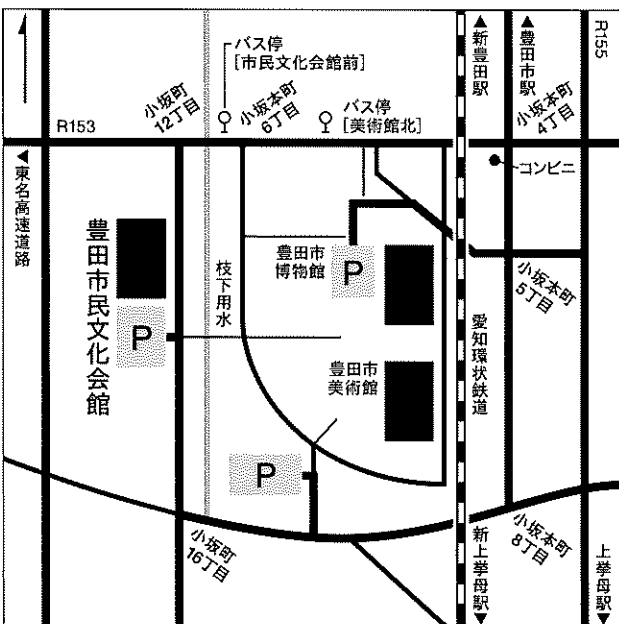 バス停
[市民文化会館前]
小坂町
12丁目
小坂本町
6丁目
バス停
[美術館北]
▲新豊田駅
▲豊田市駅
小坂本町
4丁目
R155
R153
◀東名高速道路
コンビニ
豊田市民文化会館
P
枝下用水
豊田市
博物館
P
小坂本町
5丁目
愛知環状鉄道
豊田市
美術館
P
小坂町
16丁目
小坂本町
8丁目
新上挙母駅▼
上挙母駅▼